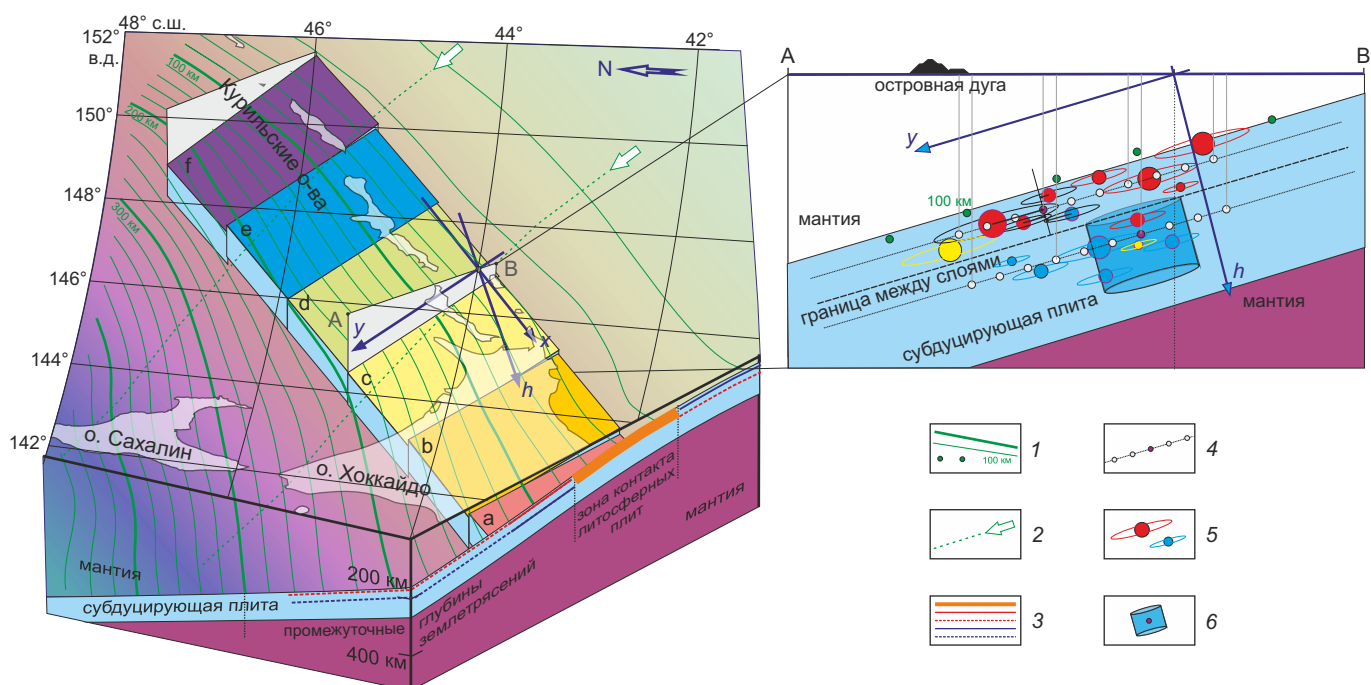 48° с.ш.
46°
44°
42°
152°
в.д.
150°
148°
146°
144°
142°
N
100 км
200 км
300 км
Курильские о-ва
f
e
d
c
b
a
A
B
y
x
h
о. Сахалин
о. Хоккайдо
зона контакта
литосферных
плит
мантия
глубины
землетрясений
мантия
200 км
субдуцирующая плита
промежуточные
400 км
A
B
островная дуга
y
мантия
100 км
граница между слоями
субдуцирующая плита
h
мантия
100 км
1
2
3
4
5
6